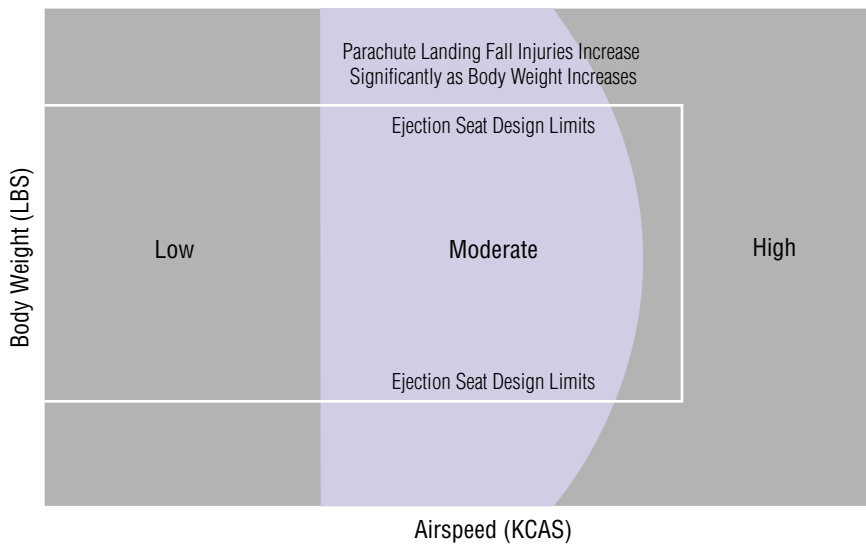 Parachute Landing Fall Injuries Increase
Significantly as Body Weight Increases
Ejection Seat Design Limits
Body Weight (LBS)
Low
Moderate
High
Ejection Seat Design Limits
Airspeed (KCAS)